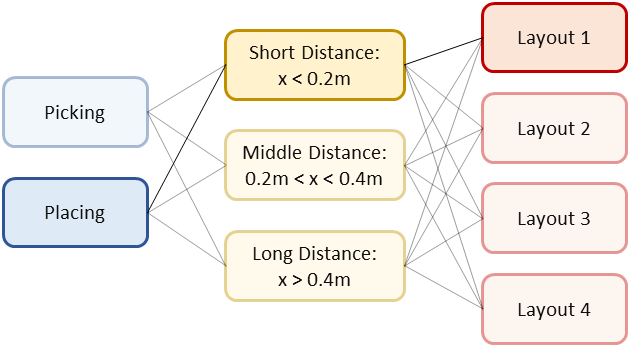 Picking
Placing
Short Distance:
x < 0.2m
Middle Distance:
0.2m < x < 0.4m
Long Distance:
x > 0.4m
Layout 1
Layout 2
Layout 3
Layout 4